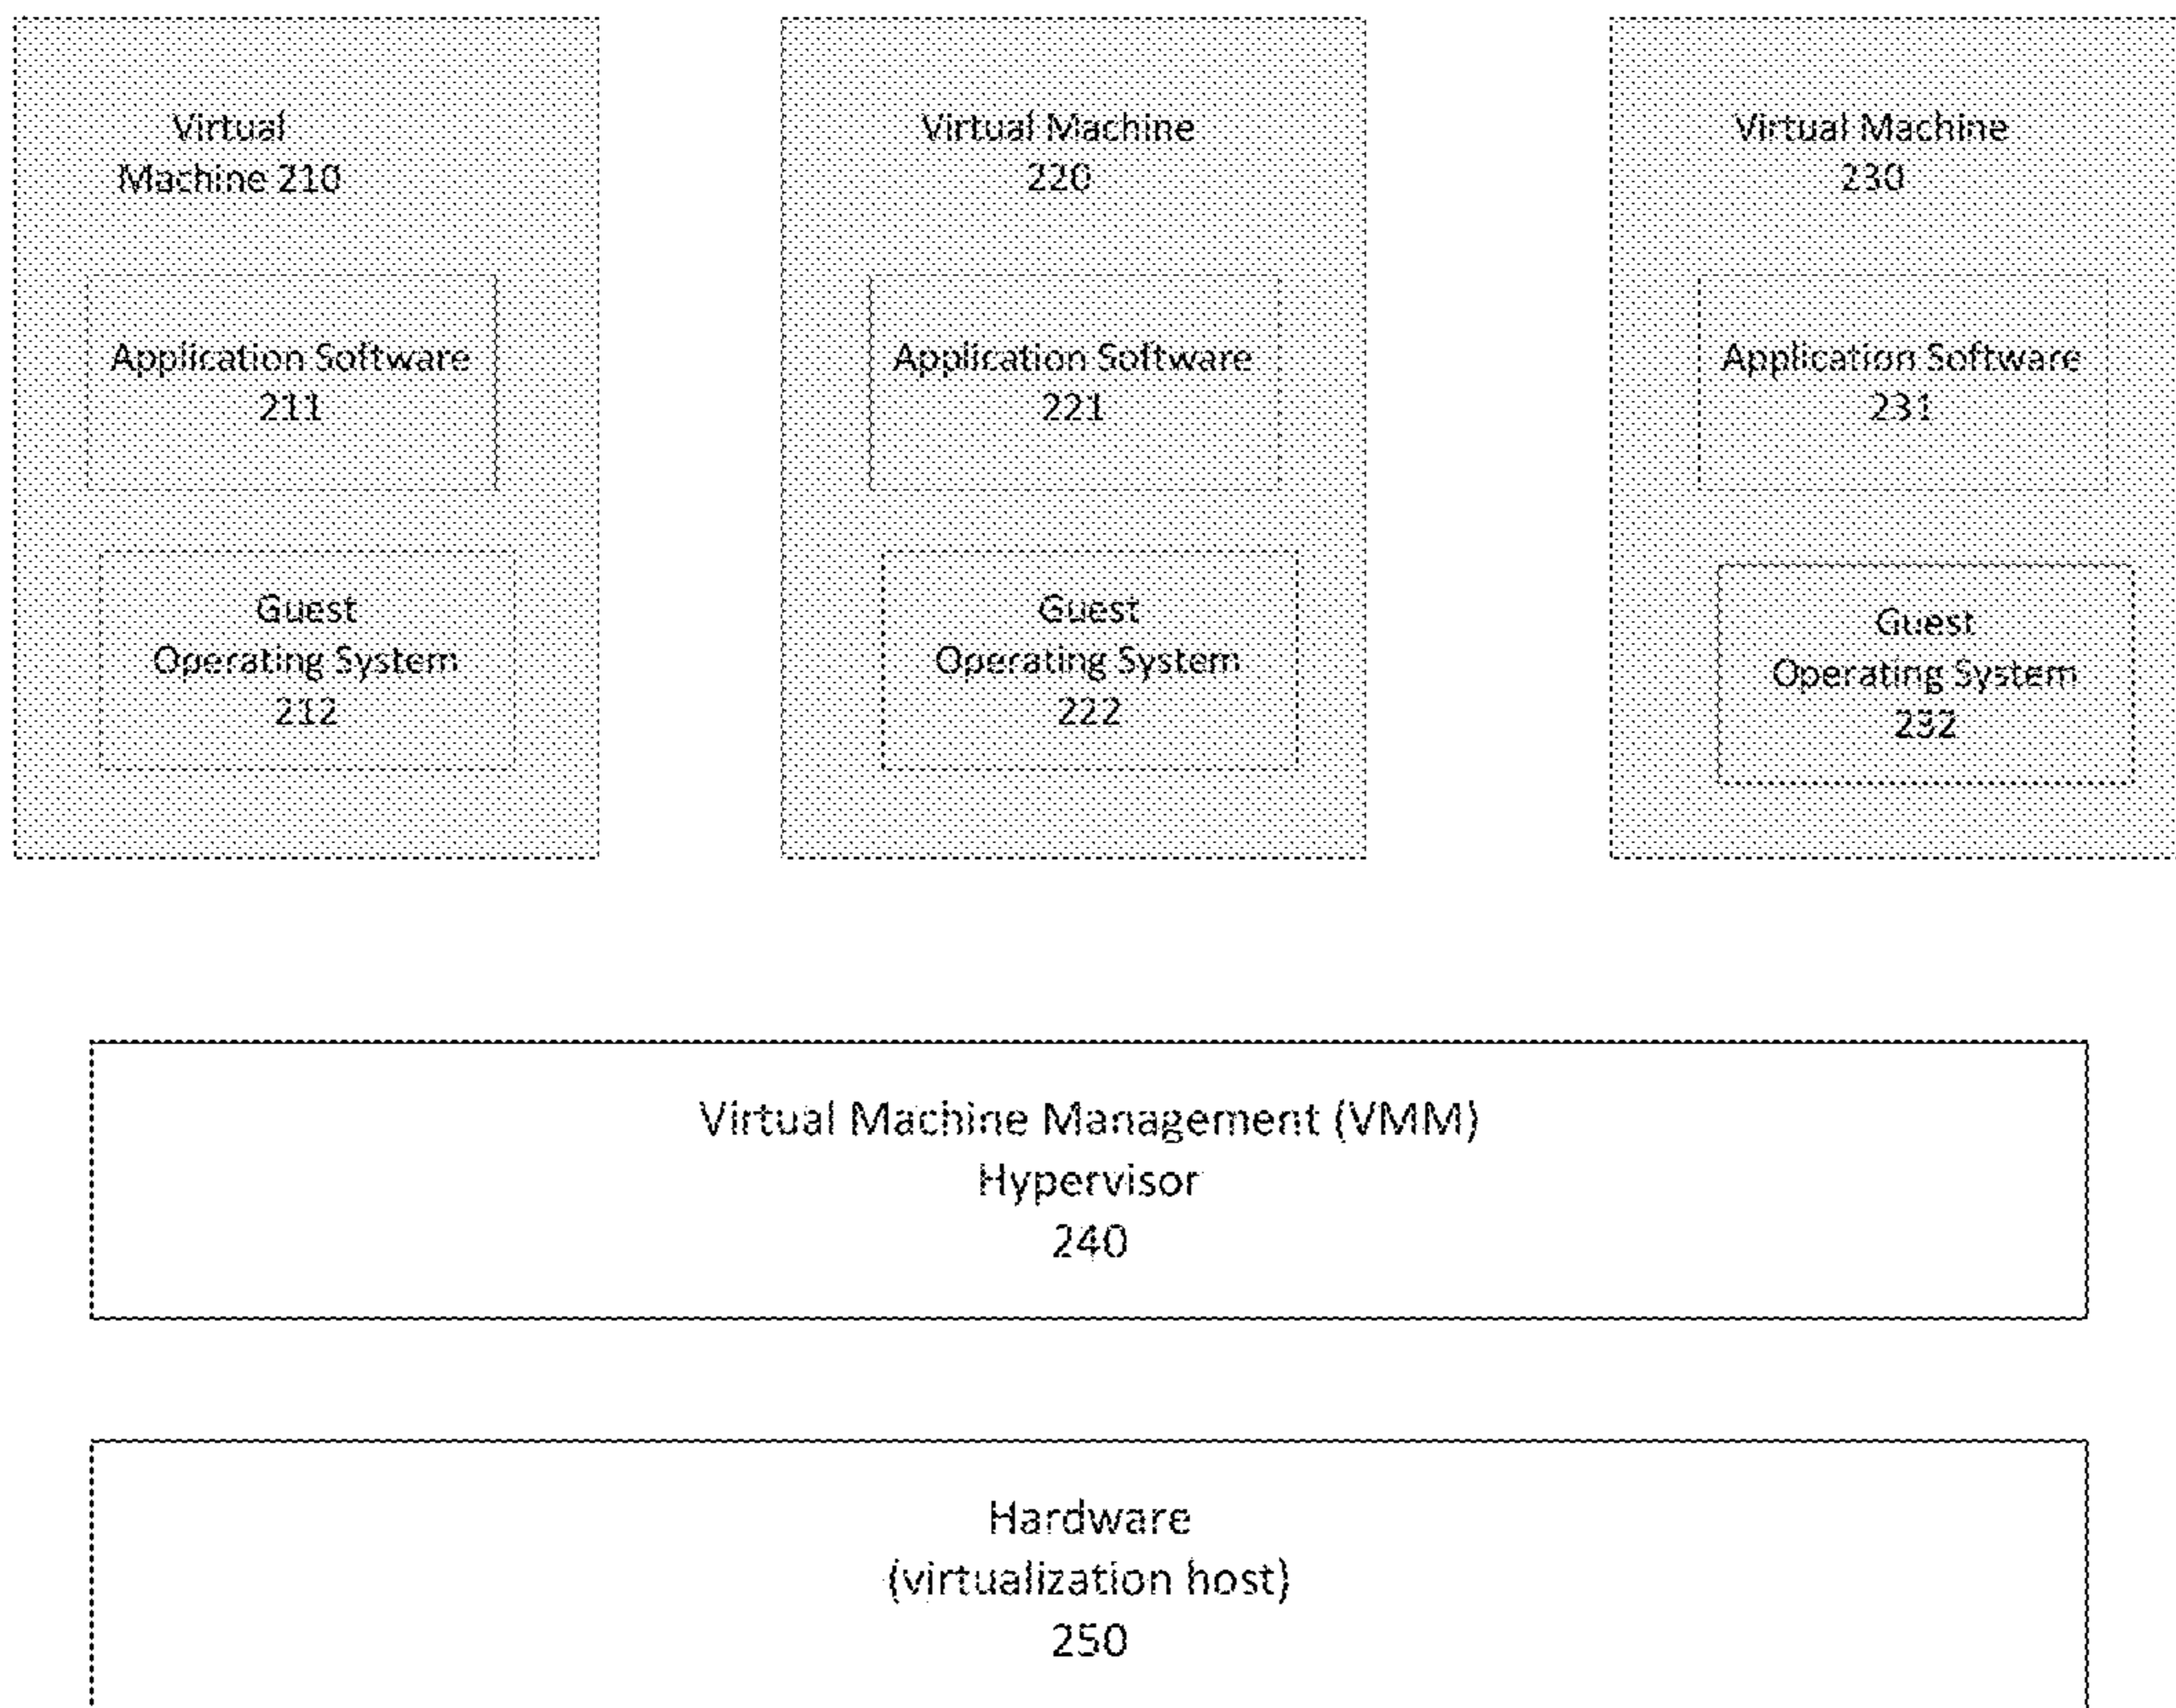 Virtual
Machine 210
Application Software
211
Guest
Operating System
212
Virtual Machine
220
Application Software
221
Guest
Operating System
222
Virtual Machine
230
Application Software
231
Guest
Operating System
232
Virtual Machine Management (VMM)
Hypervisor
240
Hardware
(virtualization host)
250